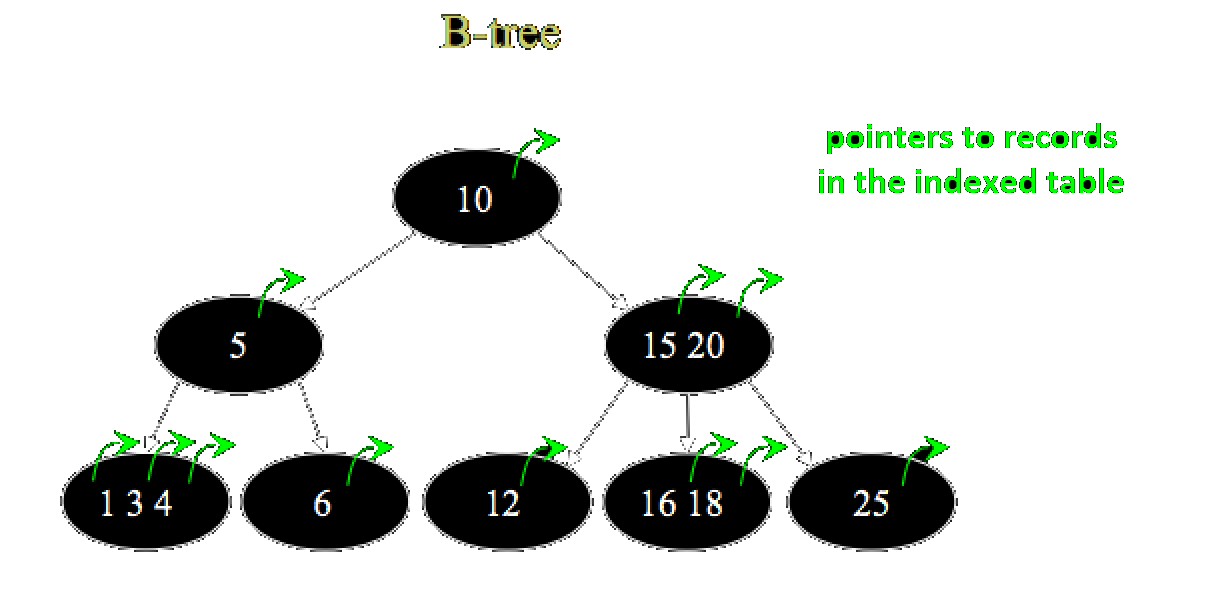 B-tree
pointers to records
in the indexed table
10
5
15 20
1 3 4
6
12
16 18
25